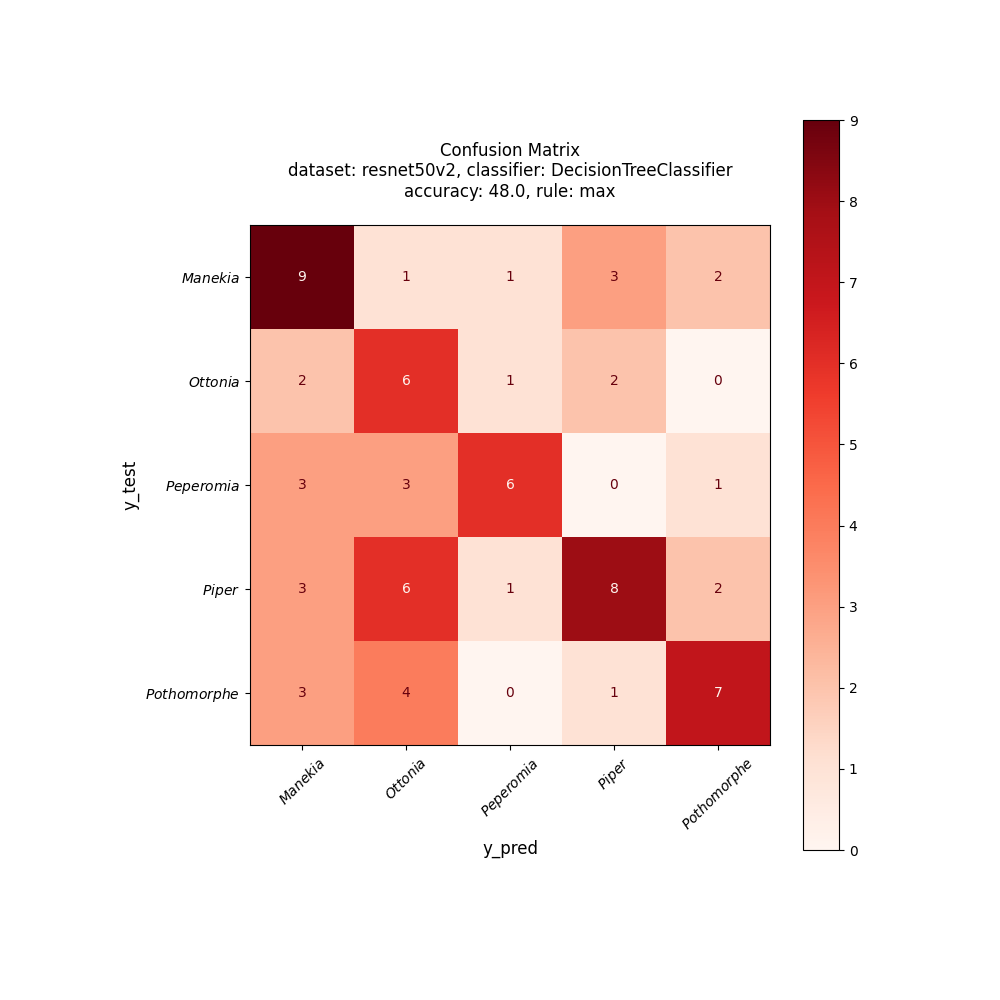 Confusion Matrix
dataset: resnet50v2, classifier: DecisionTreeClassifier
accuracy: 48.0, rule: max
y_test
Manekia 9 1 1 3 2
Ottonia 2 6 1 2 0
Peperomia 3 3 6 0 1
Piper 3 6 1 8 2
Pothomorphe 3 4 0 1 7
Manekia Ottonia Peperomia Piper Pothomorphe
y_pred
9
8
7
6
5
4
3
2
1
0